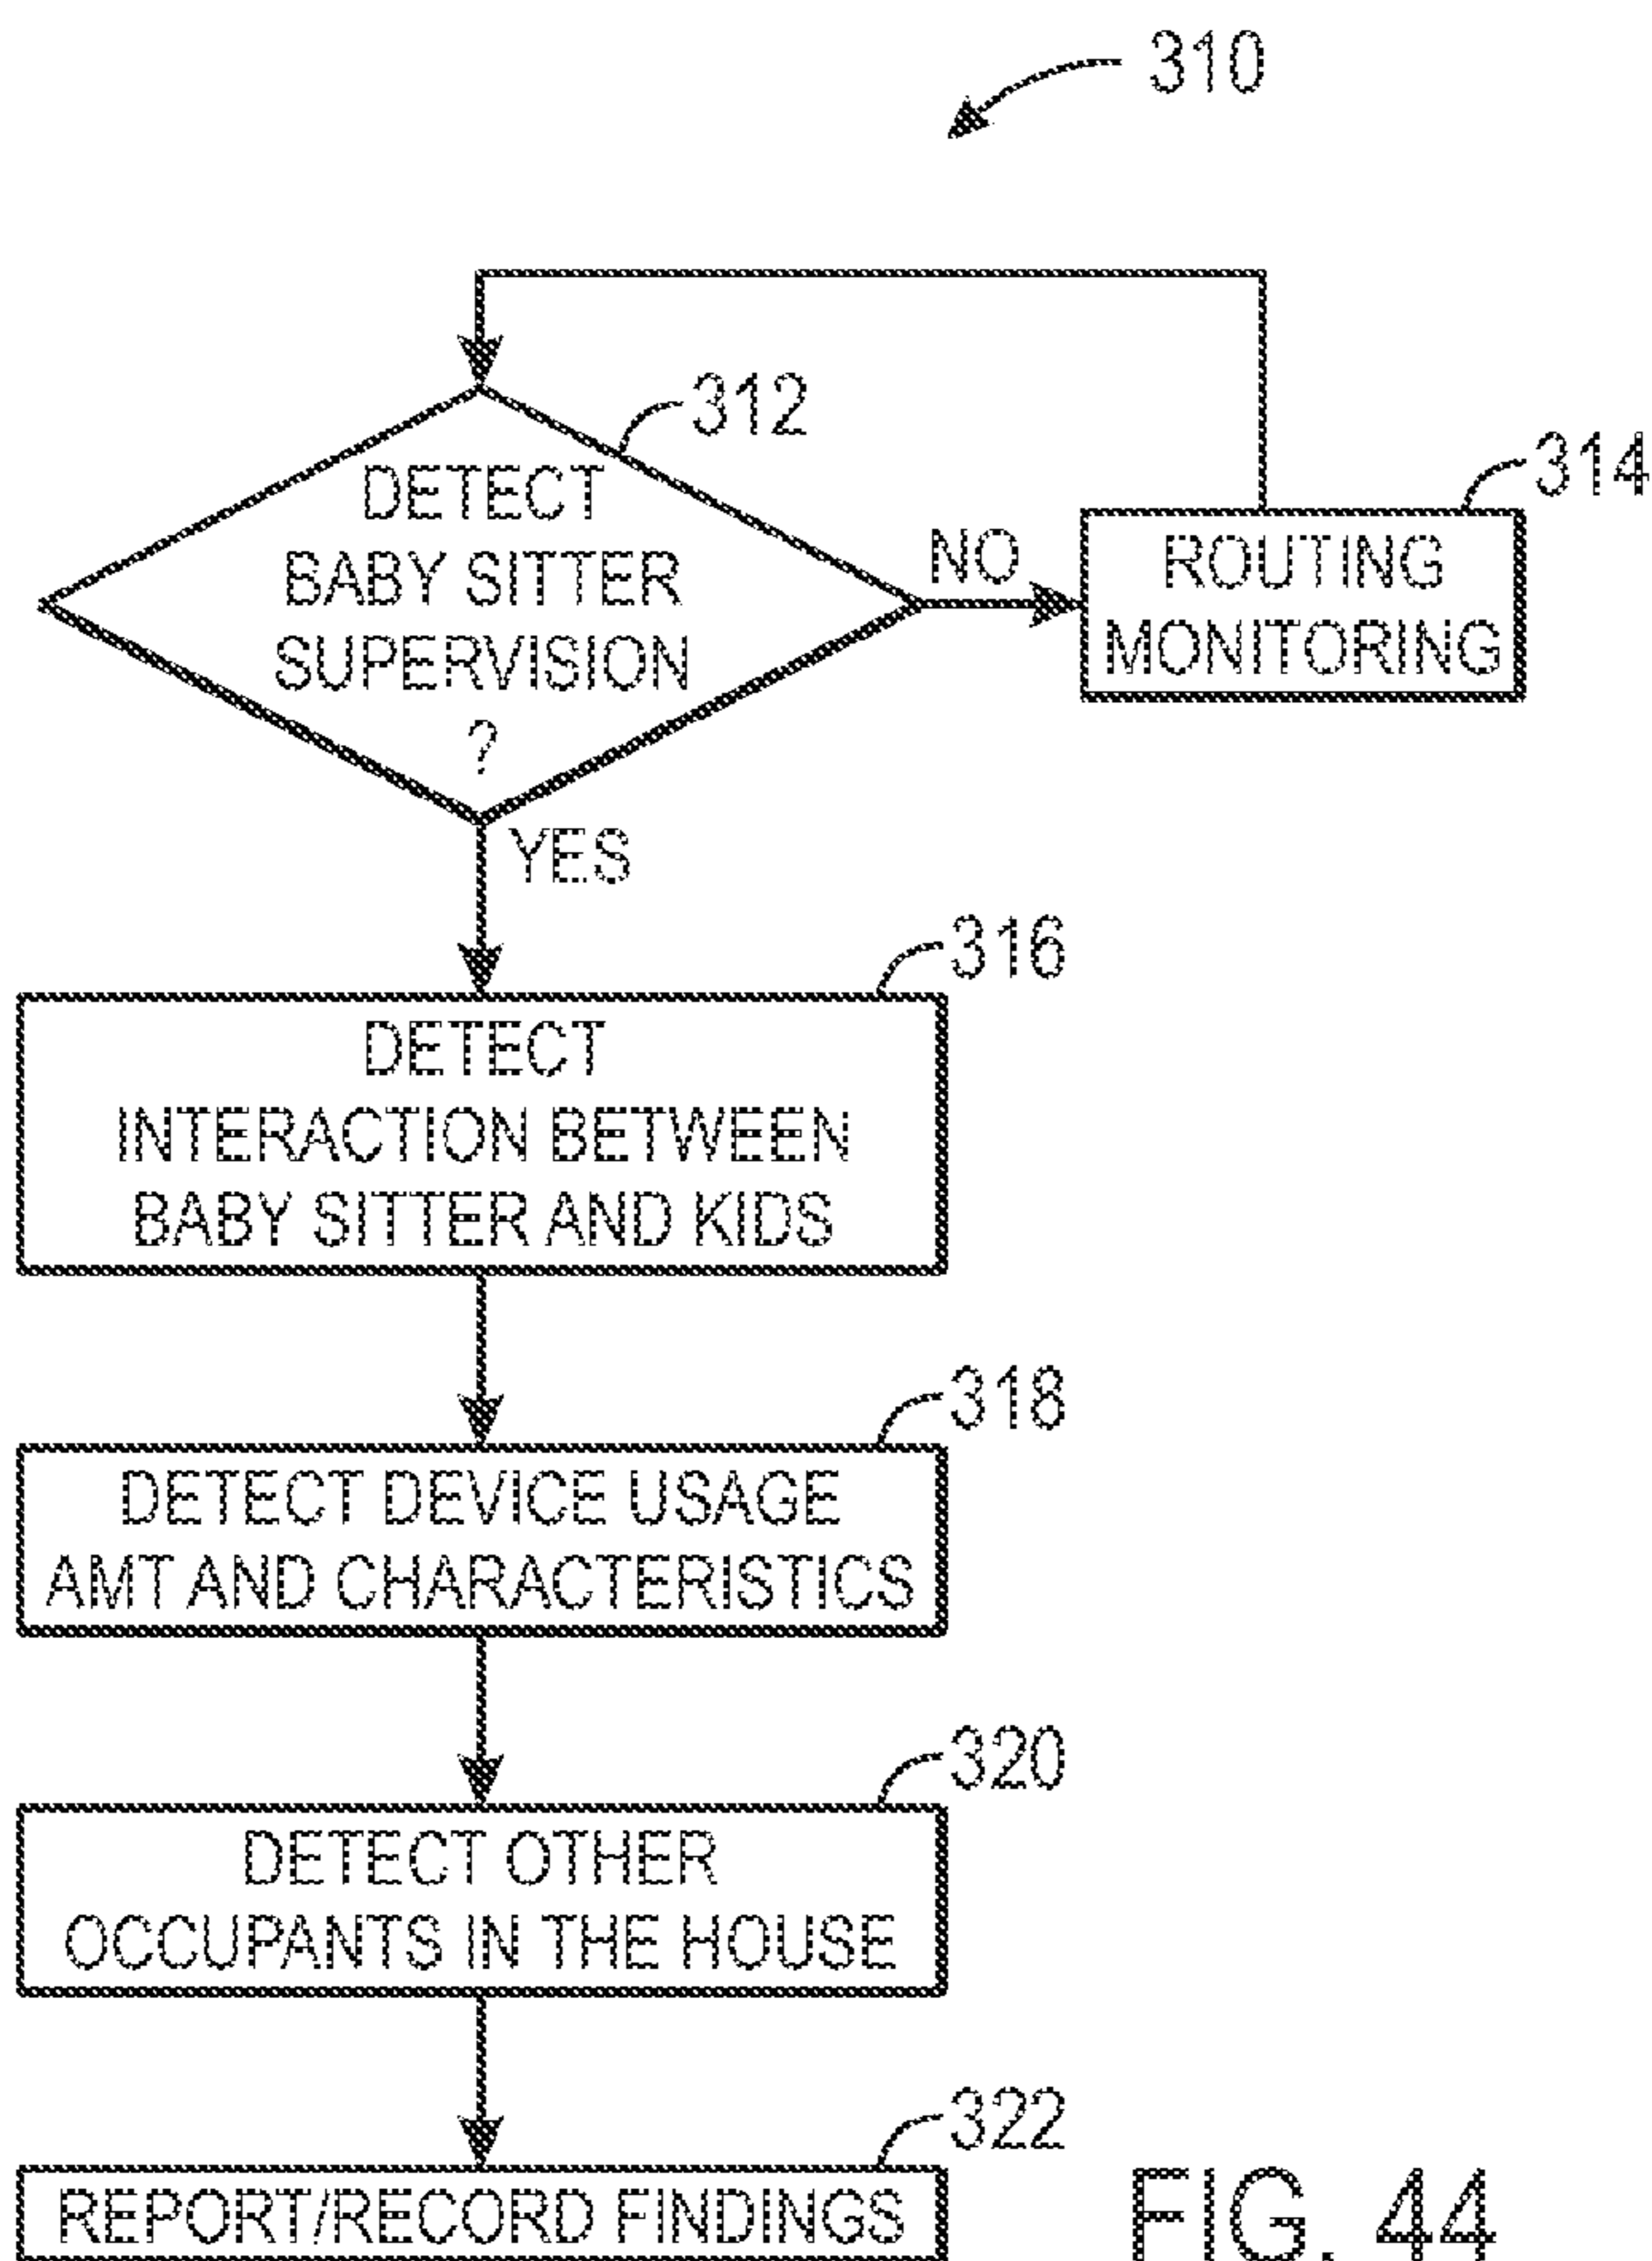 310
312
DETECT
BABY SITTER
SUPERVISION
?
NO
314
ROUTING
MONITORING
YES
316
DETECT
INTERACTION BETWEEN
BABY SITTER AND KIDS
318
DETECT DEVICE USAGE
AMT AND CHARACTERISTICS
320
DETECT OTHER
OCCUPANTS IN THE HOUSE
322
REPORT/RECORD FINDINGS
FIG. 44